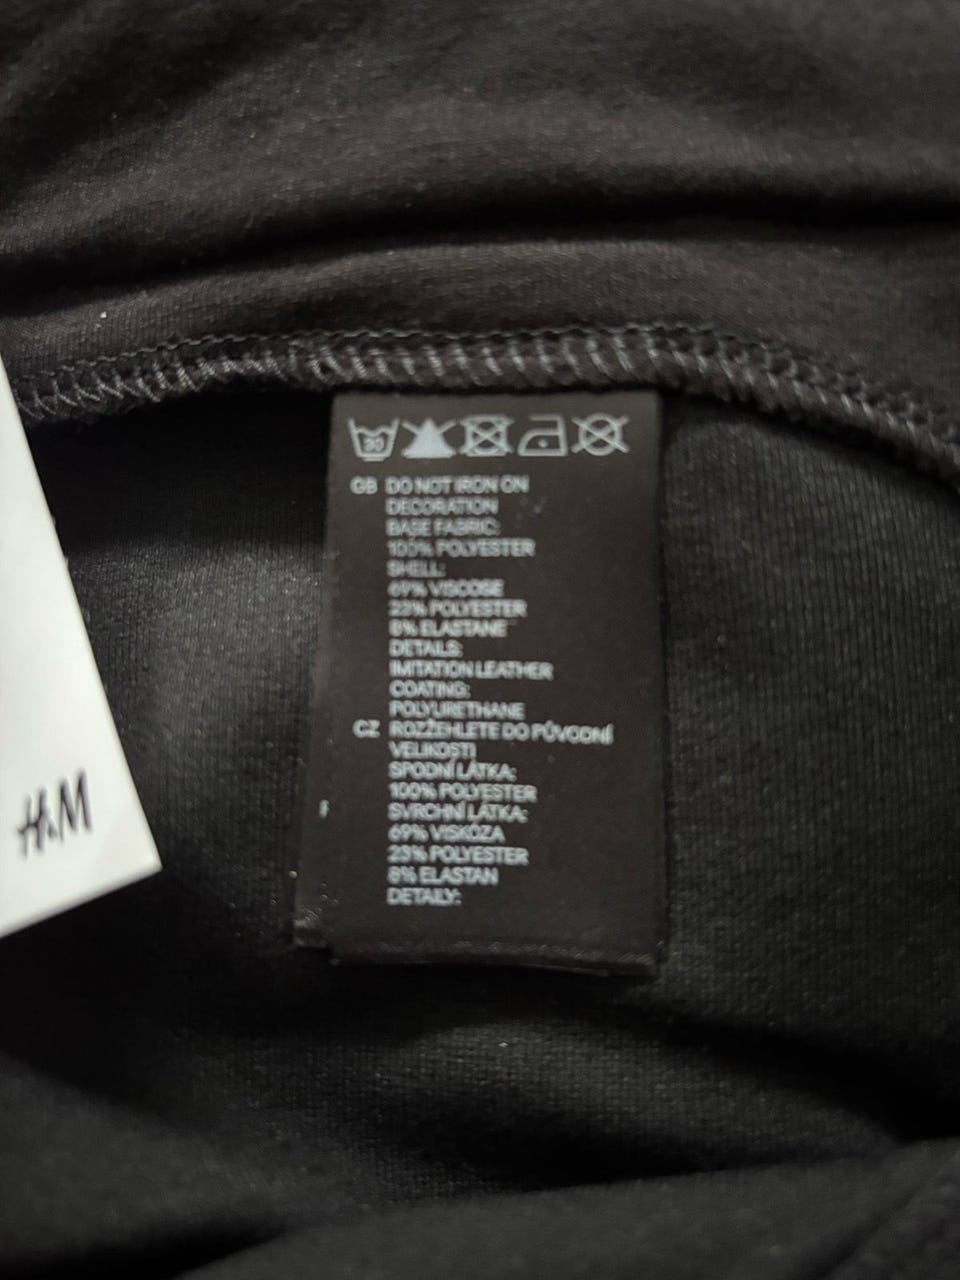 30
GB DO NOT IRON ON
DECORATION
BASE FABRIC:
100% POLYESTER
SHELL:
69% VISCOSE
23% POLYESTER
8% ELASTANE
DETAILS:
IMITATION LEATHER
COATING:
POLYURETHANE
CZ ROZŽEHLETE DO PŮVODNÍ
VELIKOSTI
SPODNÍ LÁTKA:
100% POLYESTER
SVRCHNÍ LÁTKA:
69% VISKÓZA
23% POLYESTER
8% ELASTAN
DETAILY:
H&M